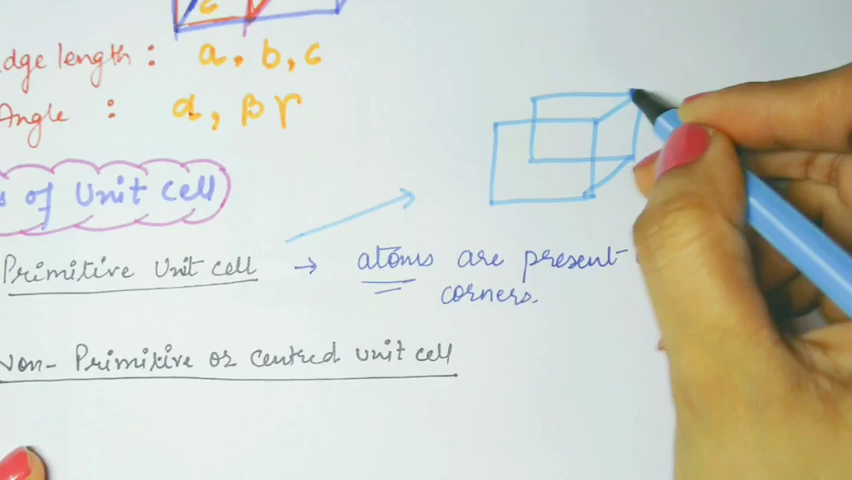 c
dge length : a, b, c
Angle : α, β γ
s of Unit cell
Primitive Unit cell → atoms are present
corners.
Non-Primitive or centred unit cell